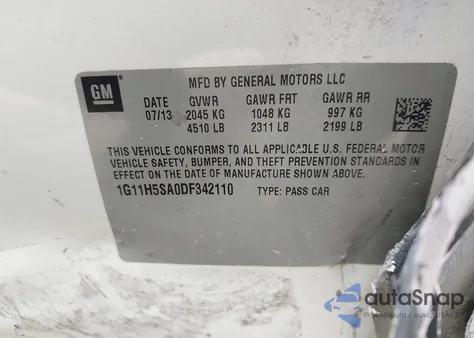 GM
MFD BY GENERAL MOTORS LLC
DATE GVWR GAWR FRT GAWR RR
07/13 2045 KG 1048 KG 997 KG
4510 LB 2311 LB 2199 LB
THIS VEHICLE CONFORMS TO ALL APPLICABLE U.S. FEDERAL MOTOR
VEHICLE SAFETY, BUMPER, AND THEFT PREVENTION STANDARDS IN
EFFECT ON THE DATE OF MANUFACTURE SHOWN ABOVE.
1G11H5SA0DF342110 TYPE: PASS CAR
autoSnap